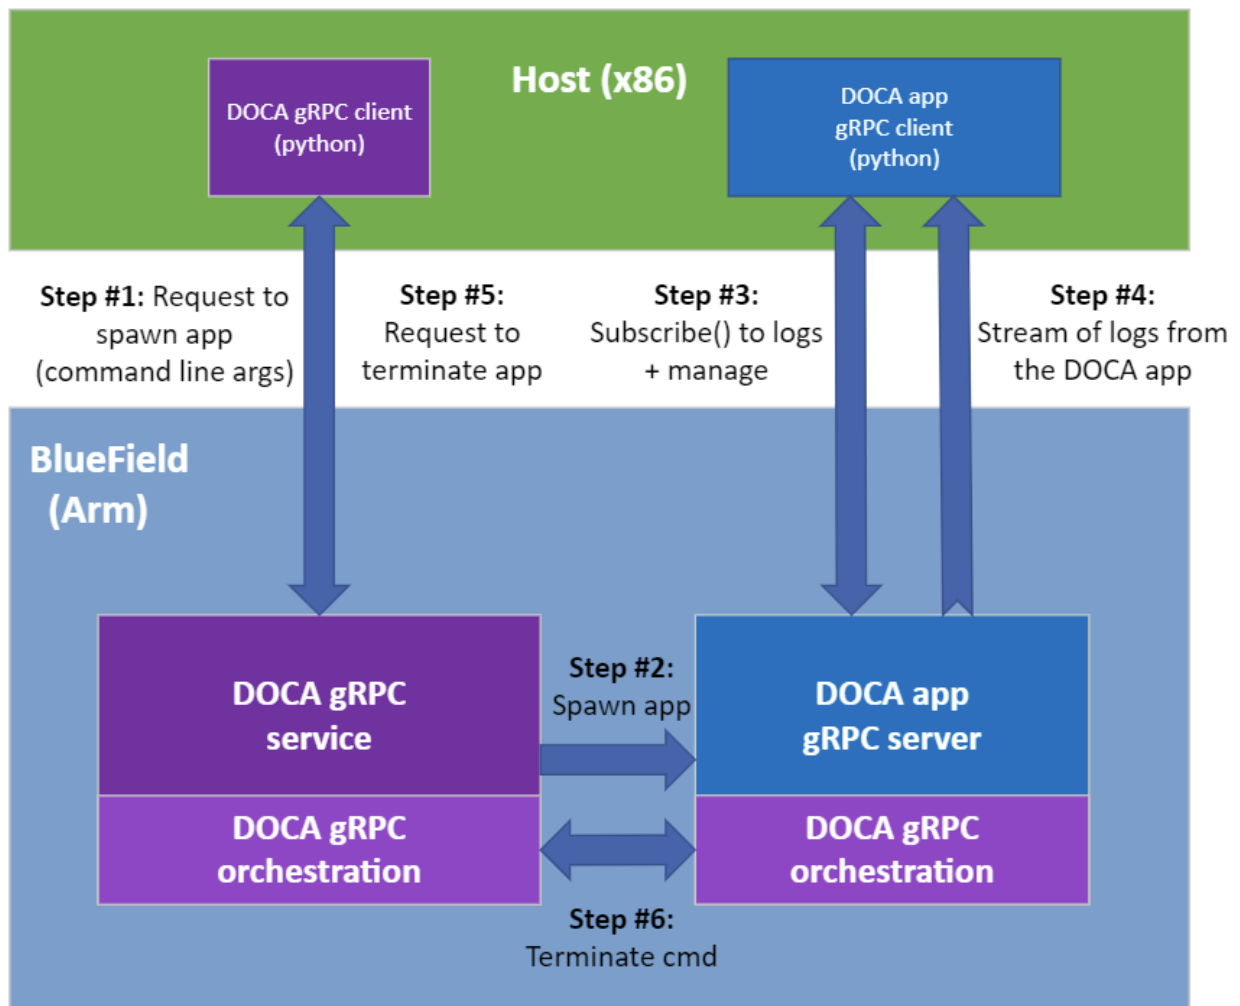 Host (x86)
DOCA gRPC client
(python)
DOCA app
gRPC client
(python)
Step #1: Request to
spawn app
(command line args)
Step #5:
Request to
terminate app
Step #3:
Subscribe() to logs
+ manage
Step #4:
Stream of logs from
the DOCA app
BlueField
(Arm)
DOCA gRPC
service
Step #2:
Spawn app
DOCA app
gRPC server
DOCA gRPC
orchestration
DOCA gRPC
orchestration
Step #6:
Terminate cmd